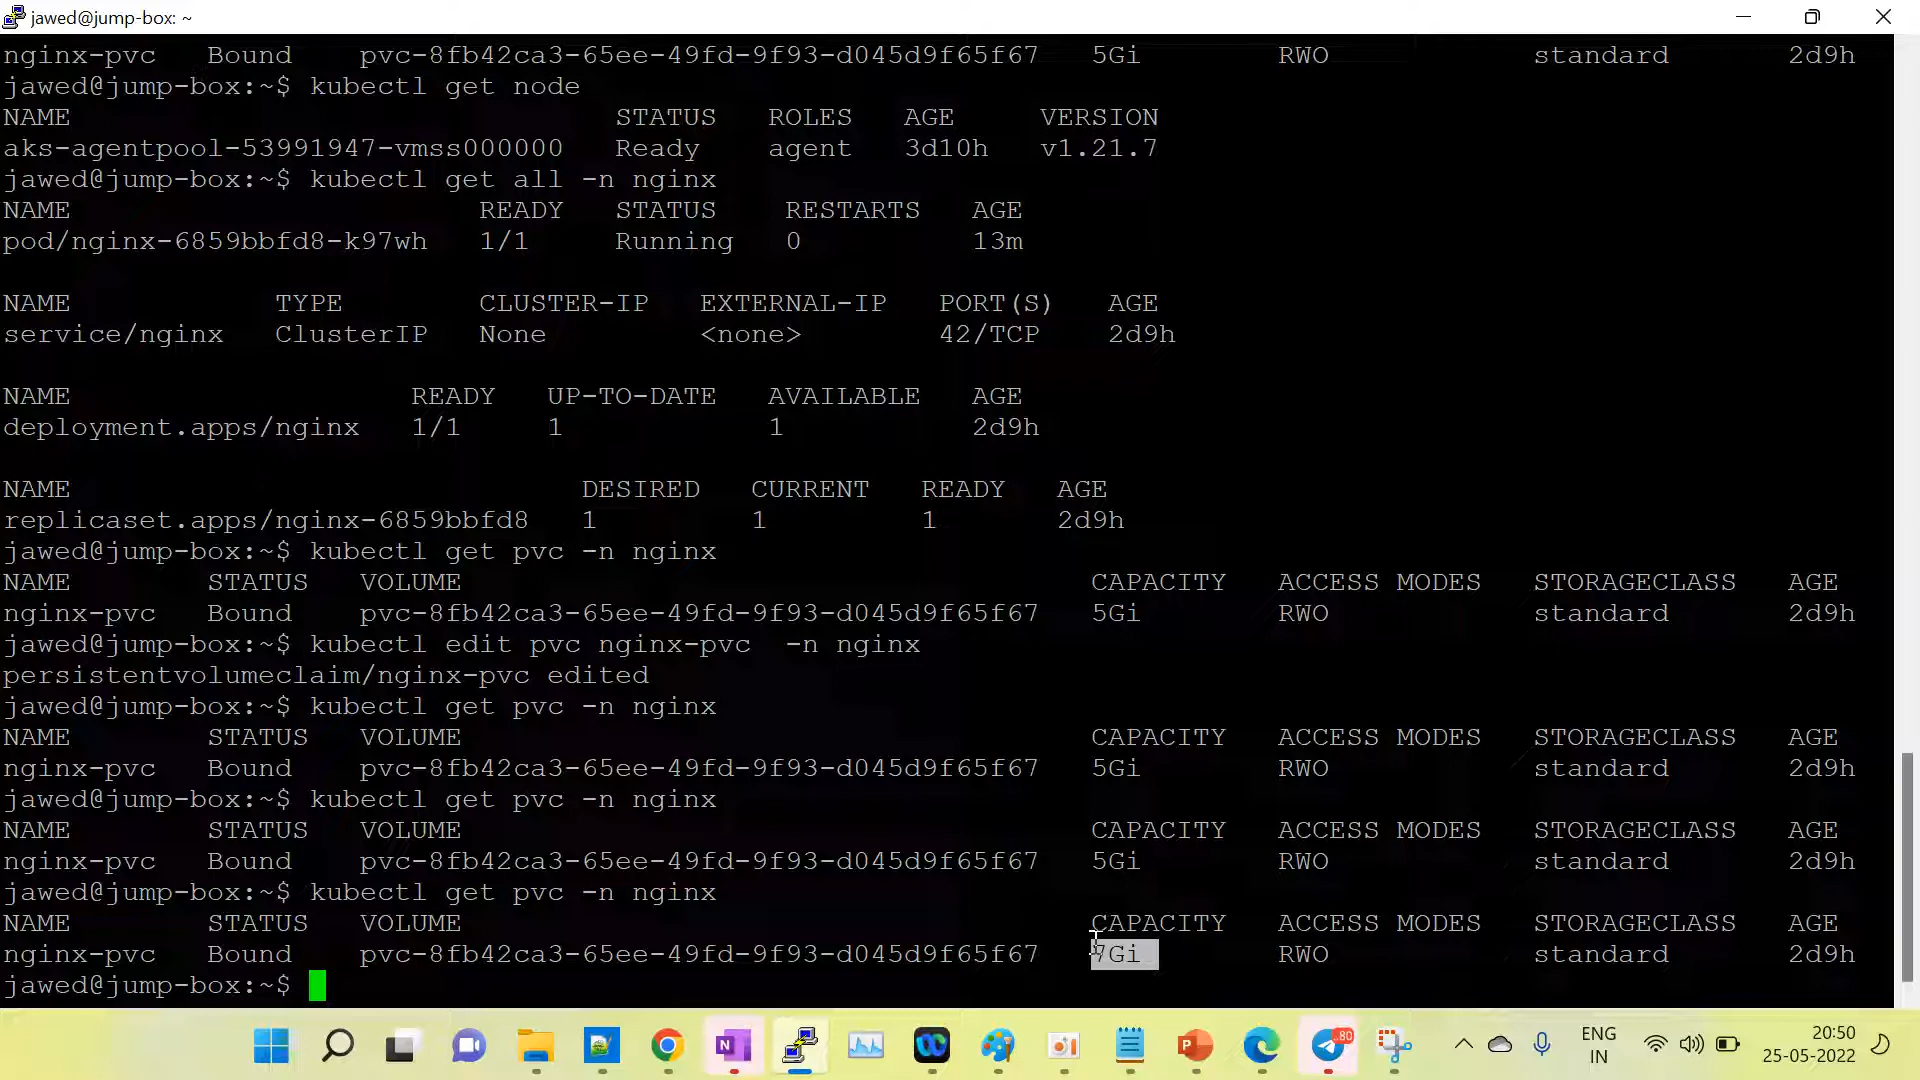 jawed@jump-box: ~
nginx-pvc Bound pvc-8fb42ca3-65ee-49fd-9f93-d045d9f65f67 5Gi RWO standard 2d9h
jawed@jump-box:~$ kubectl get node
NAME STATUS ROLES AGE VERSION
aks-agentpool-53991947-vmss000000 Ready agent 3d10h v1.21.7
jawed@jump-box:~$ kubectl get all -n nginx
NAME READY STATUS RESTARTS AGE
pod/nginx-6859bbfd8-k97wh 1/1 Running 0 13m
NAME TYPE CLUSTER-IP EXTERNAL-IP PORT(S) AGE
service/nginx ClusterIP None <none> 42/TCP 2d9h
NAME READY UP-TO-DATE AVAILABLE AGE
deployment.apps/nginx 1/1 1 1 2d9h
NAME DESIRED CURRENT READY AGE
replicaset.apps/nginx-6859bbfd8 1 1 1 2d9h
jawed@jump-box:~$ kubectl get pvc -n nginx
NAME STATUS VOLUME CAPACITY ACCESS MODES STORAGECLASS AGE
nginx-pvc Bound pvc-8fb42ca3-65ee-49fd-9f93-d045d9f65f67 5Gi RWO standard 2d9h
jawed@jump-box:~$ kubectl edit pvc nginx-pvc -n nginx
persistentvolumeclaim/nginx-pvc edited
jawed@jump-box:~$ kubectl get pvc -n nginx
NAME STATUS VOLUME CAPACITY ACCESS MODES STORAGECLASS AGE
nginx-pvc Bound pvc-8fb42ca3-65ee-49fd-9f93-d045d9f65f67 5Gi RWO standard 2d9h
jawed@jump-box:~$ kubectl get pvc -n nginx
NAME STATUS VOLUME CAPACITY ACCESS MODES STORAGECLASS AGE
nginx-pvc Bound pvc-8fb42ca3-65ee-49fd-9f93-d045d9f65f67 5Gi RWO standard 2d9h
jawed@jump-box:~$ kubectl get pvc -n nginx
NAME STATUS VOLUME CAPACITY ACCESS MODES STORAGECLASS AGE
nginx-pvc Bound pvc-8fb42ca3-65ee-49fd-9f93-d045d9f65f67 7Gi RWO standard 2d9h
jawed@jump-box:~$
N
P
80
ENG
IN
20:50
25-05-2022